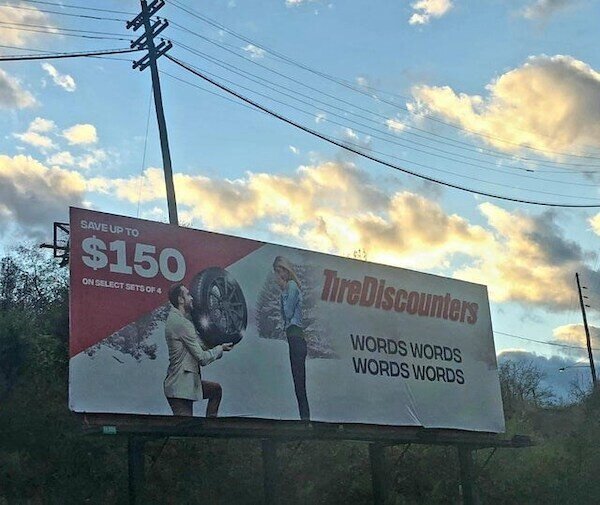 SAVE UP TO
$150
ON SELECT SETS OF 4
TireDiscounters
WORDS WORDS
WORDS WORDS